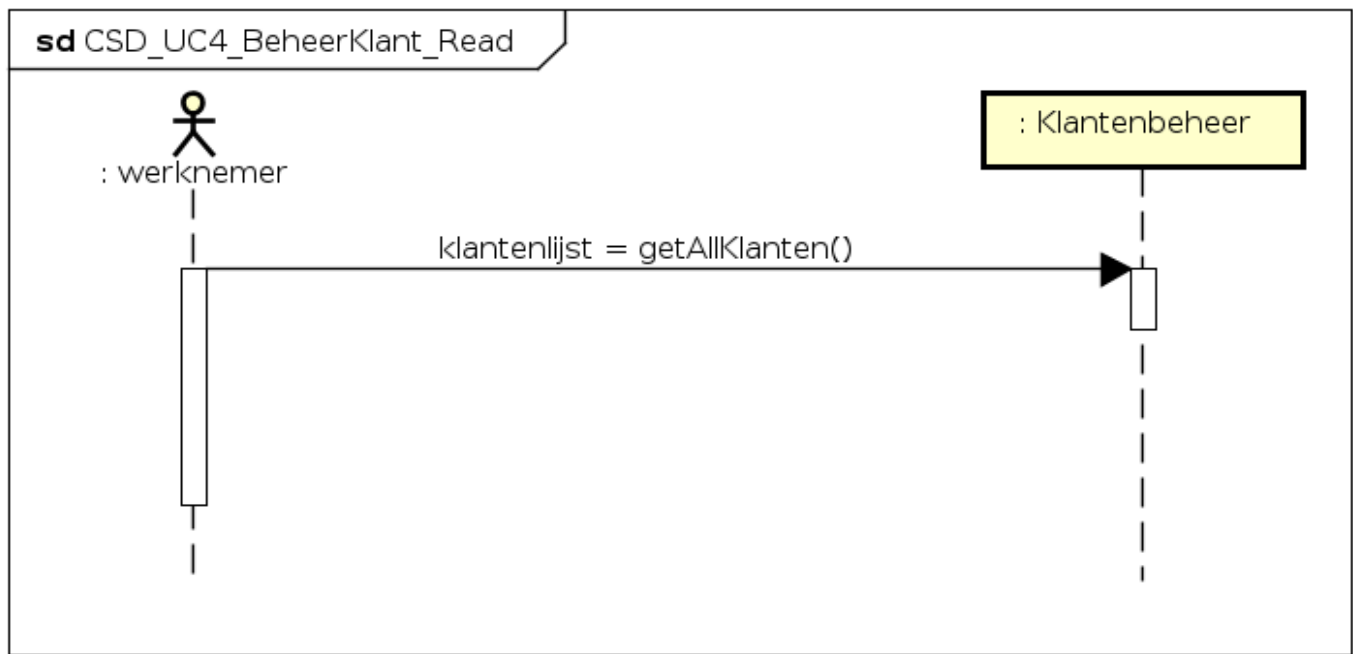 sd CSD_UC4_BeheerKlant_Read
: werknemer
: Klantenbeheer
klantenlijst = getAllKlanten()